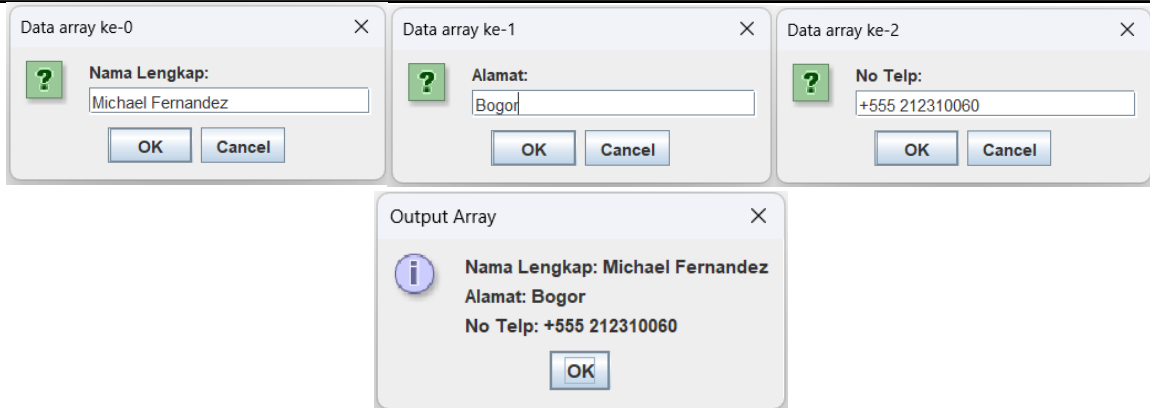 Data array ke-0
Nama Lengkap:
Michael Fernandez
OK Cancel
Data array ke-1
Alamat:
Bogor
OK Cancel
Data array ke-2
No Telp:
+555 212310060
OK Cancel
Output Array
Nama Lengkap: Michael Fernandez
Alamat: Bogor
No Telp: +555 212310060
OK